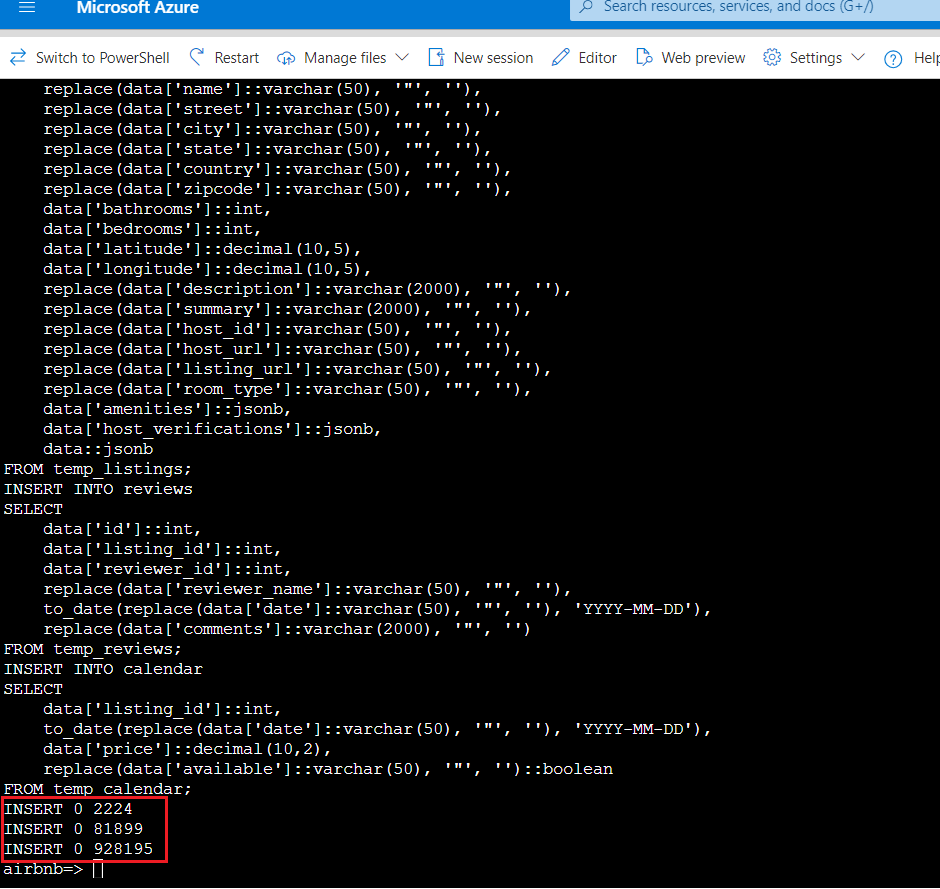 Microsoft Azure
Search resources, services, and docs (G+/)
Switch to PowerShell Restart Manage files New session Editor Web preview Settings Help
    replace(data['name']::varchar(50), '"', ''),
    replace(data['street']::varchar(50), '"', ''),
    replace(data['city']::varchar(50), '"', ''),
    replace(data['state']::varchar(50), '"', ''),
    replace(data['country']::varchar(50), '"', ''),
    replace(data['zipcode']::varchar(50), '"', ''),
    data['bathrooms']::int,
    data['bedrooms']::int,
    data['latitude']::decimal(10,5),
    data['longitude']::decimal(10,5),
    replace(data['description']::varchar(2000), '"', ''),
    replace(data['summary']::varchar(2000), '"', ''),
    replace(data['host_id']::varchar(50), '"', ''),
    replace(data['host_url']::varchar(50), '"', ''),
    replace(data['listing_url']::varchar(50), '"', ''),
    replace(data['room_type']::varchar(50), '"', ''),
    data['amenities']::jsonb,
    data['host_verifications']::jsonb,
    data::jsonb
FROM temp_listings;
INSERT INTO reviews
SELECT
    data['id']::int,
    data['listing_id']::int,
    data['reviewer_id']::int,
    replace(data['reviewer_name']::varchar(50), '"', ''),
    to_date(replace(data['date']::varchar(50), '"', ''), 'YYYY-MM-DD'),
    replace(data['comments']::varchar(2000), '"', '')
FROM temp_reviews;
INSERT INTO calendar
SELECT
    data['listing_id']::int,
    to_date(replace(data['date']::varchar(50), '"', ''), 'YYYY-MM-DD'),
    data['price']::decimal(10,2),
    replace(data['available']::varchar(50), '"', '')::boolean
FROM temp_calendar;
INSERT 0 2224
INSERT 0 81899
INSERT 0 928195
airbnb=>